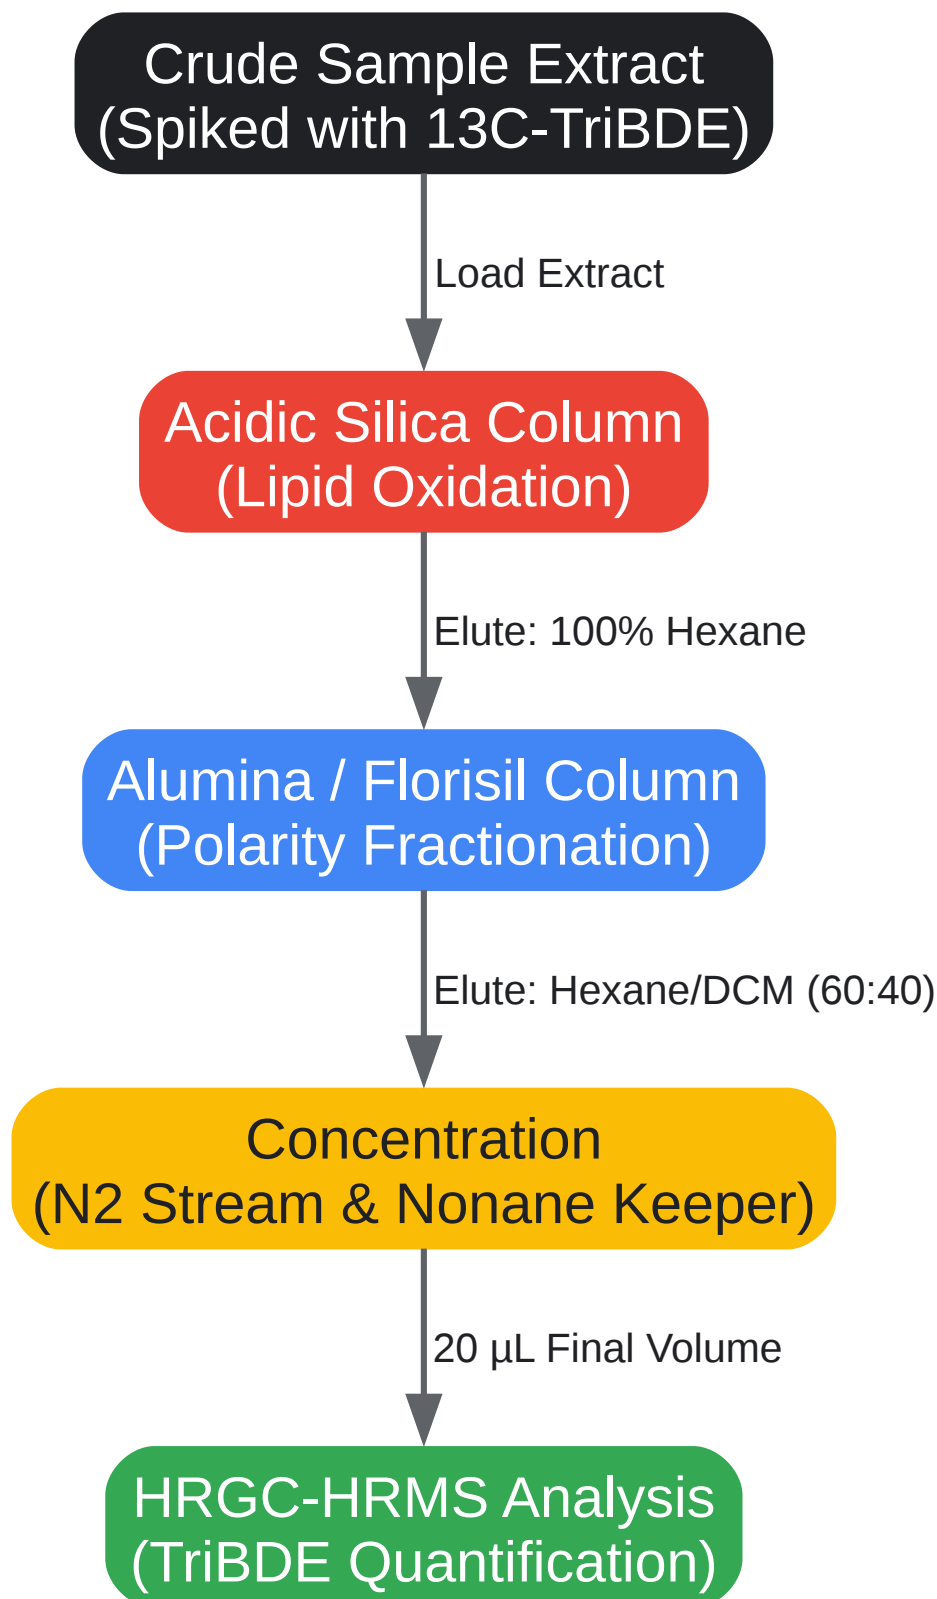 Crude Sample Extract
(Spiked with 13C-TriBDE)
Load Extract
Acidic Silica Column
(Lipid Oxidation)
Elute: 100% Hexane
Alumina / Florisil Column
(Polarity Fractionation)
Elute: Hexane/DCM (60:40)
Concentration
(N2 Stream & Nonane Keeper)
20 µL Final Volume
HRGC-HRMS Analysis
(TriBDE Quantification)